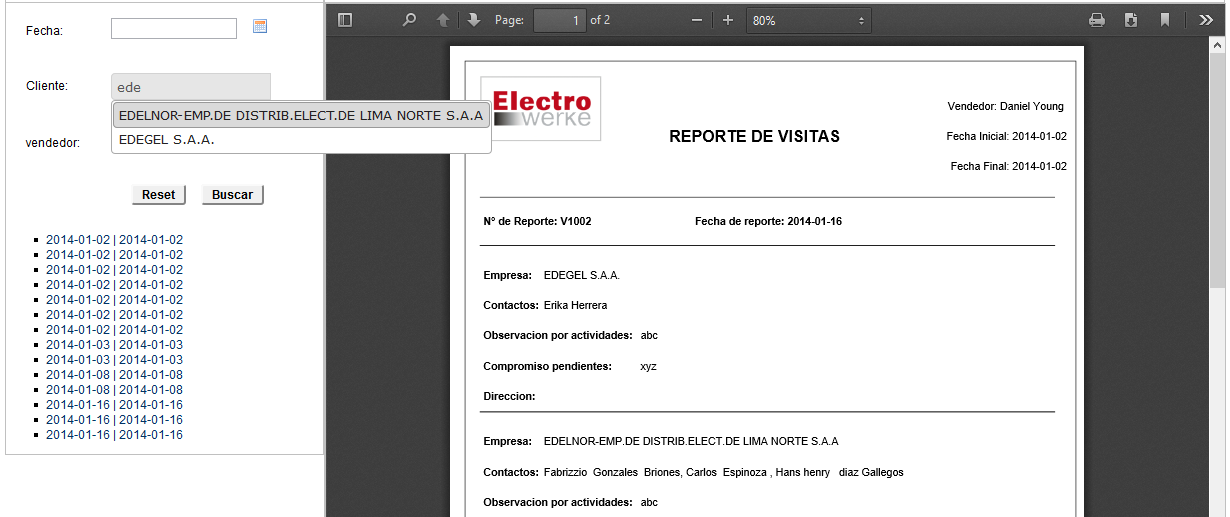 Fecha:
Cliente:
ede
EDELNOR-EMP.DE DISTRIB.ELECT.DE LIMA NORTE S.A.A
EDEGEL S.A.A.
vendedor:
Reset
Buscar
2014-01-02 | 2014-01-02
2014-01-02 | 2014-01-02
2014-01-02 | 2014-01-02
2014-01-02 | 2014-01-02
2014-01-02 | 2014-01-02
2014-01-02 | 2014-01-02
2014-01-02 | 2014-01-02
2014-01-03 | 2014-01-03
2014-01-03 | 2014-01-03
2014-01-08 | 2014-01-08
2014-01-08 | 2014-01-08
2014-01-16 | 2014-01-16
2014-01-16 | 2014-01-16
2014-01-16 | 2014-01-16
Page: 1 of 2
80%
Electro
werke
REPORTE DE VISITAS
Vendedor: Daniel Young
Fecha Inicial: 2014-01-02
Fecha Final: 2014-01-02
N° de Reporte: V1002
Fecha de reporte: 2014-01-16
Empresa: EDEGEL S.A.A.
Contactos: Erika Herrera
Observacion por actividades: abc
Compromiso pendientes: xyz
Direccion:
Empresa: EDELNOR-EMP.DE DISTRIB.ELECT.DE LIMA NORTE S.A.A
Contactos: Fabrizzio Gonzales Briones, Carlos Espinoza , Hans henry diaz Gallegos
Observacion por actividades: abc